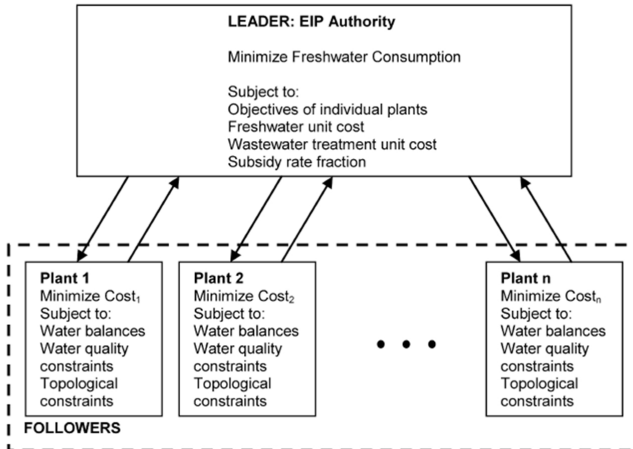 LEADER: EIP Authority
Minimize Freshwater Consumption
Subject to:
Objectives of individual plants
Freshwater unit cost
Wastewater treatment unit cost
Subsidy rate fraction
Plant 1
Minimize Cost₁
Subject to:
Water balances
Water quality
constraints
Topological
constraints
Plant 2
Minimize Cost₂
Subject to:
Water balances
Water quality
constraints
Topological
constraints
• • •
Plant n
Minimize Costₙ
Subject to:
Water balances
Water quality
constraints
Topological
constraints
FOLLOWERS